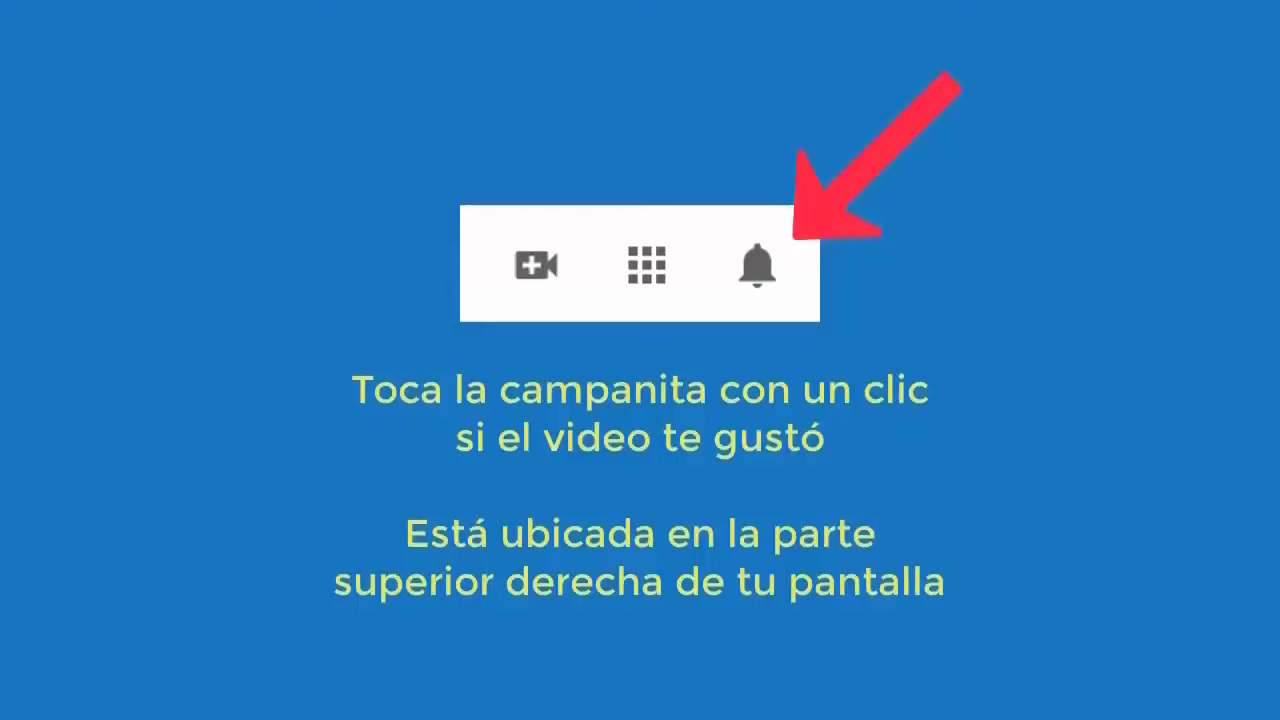 Toca la campanita con un clic
si el video te gustó
Está ubicada en la parte
superior derecha de tu pantalla